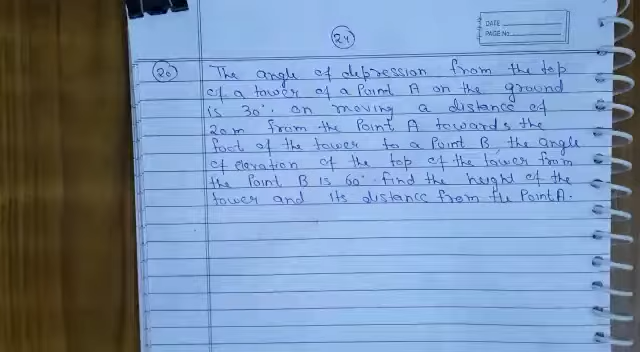 24
DATE
PAGE No.
20 The angle of depression from the top
of a tower of a Point A on the ground
is 30°. on moving a distance of
20m from the Point A towards the
foot of the tower to a Point B, the angle
of elevation of the top of the tower from
the Point B is 60°. find the height of the
tower and its distance from the Point A.